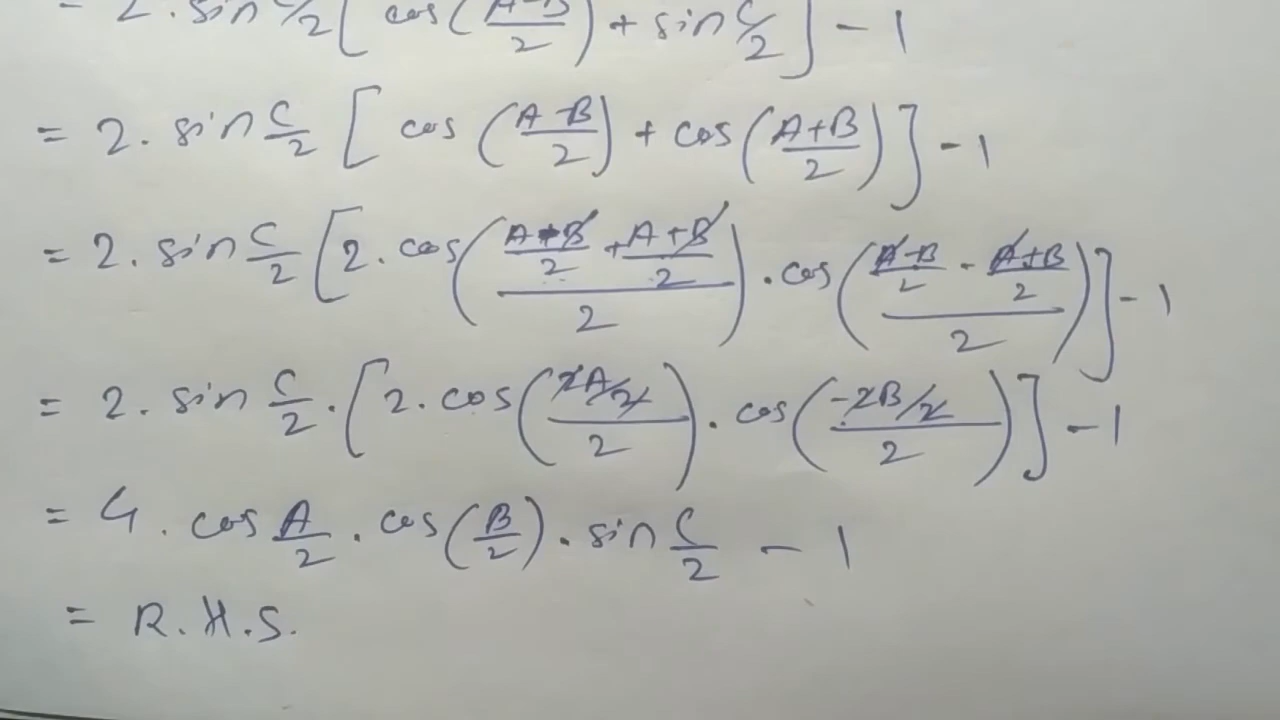 = 2. sin C/2 [ cos (A-B/2) + sin C/2 ] - 1
= 2. sin C/2 [ cos (A-B/2) + cos (A+B/2) ] - 1
= 2. sin C/2 [ 2. cos ((A-B/2 + A+B/2)/2) . cos ((A-B/2 - A+B/2)/2) ] - 1
= 2. sin C/2 . [ 2. cos ((2A/2)/2) . cos ((-2B/2)/2) ] - 1
= 4. cos A/2 . cos (B/2) . sin C/2 - 1
= R.H.S.